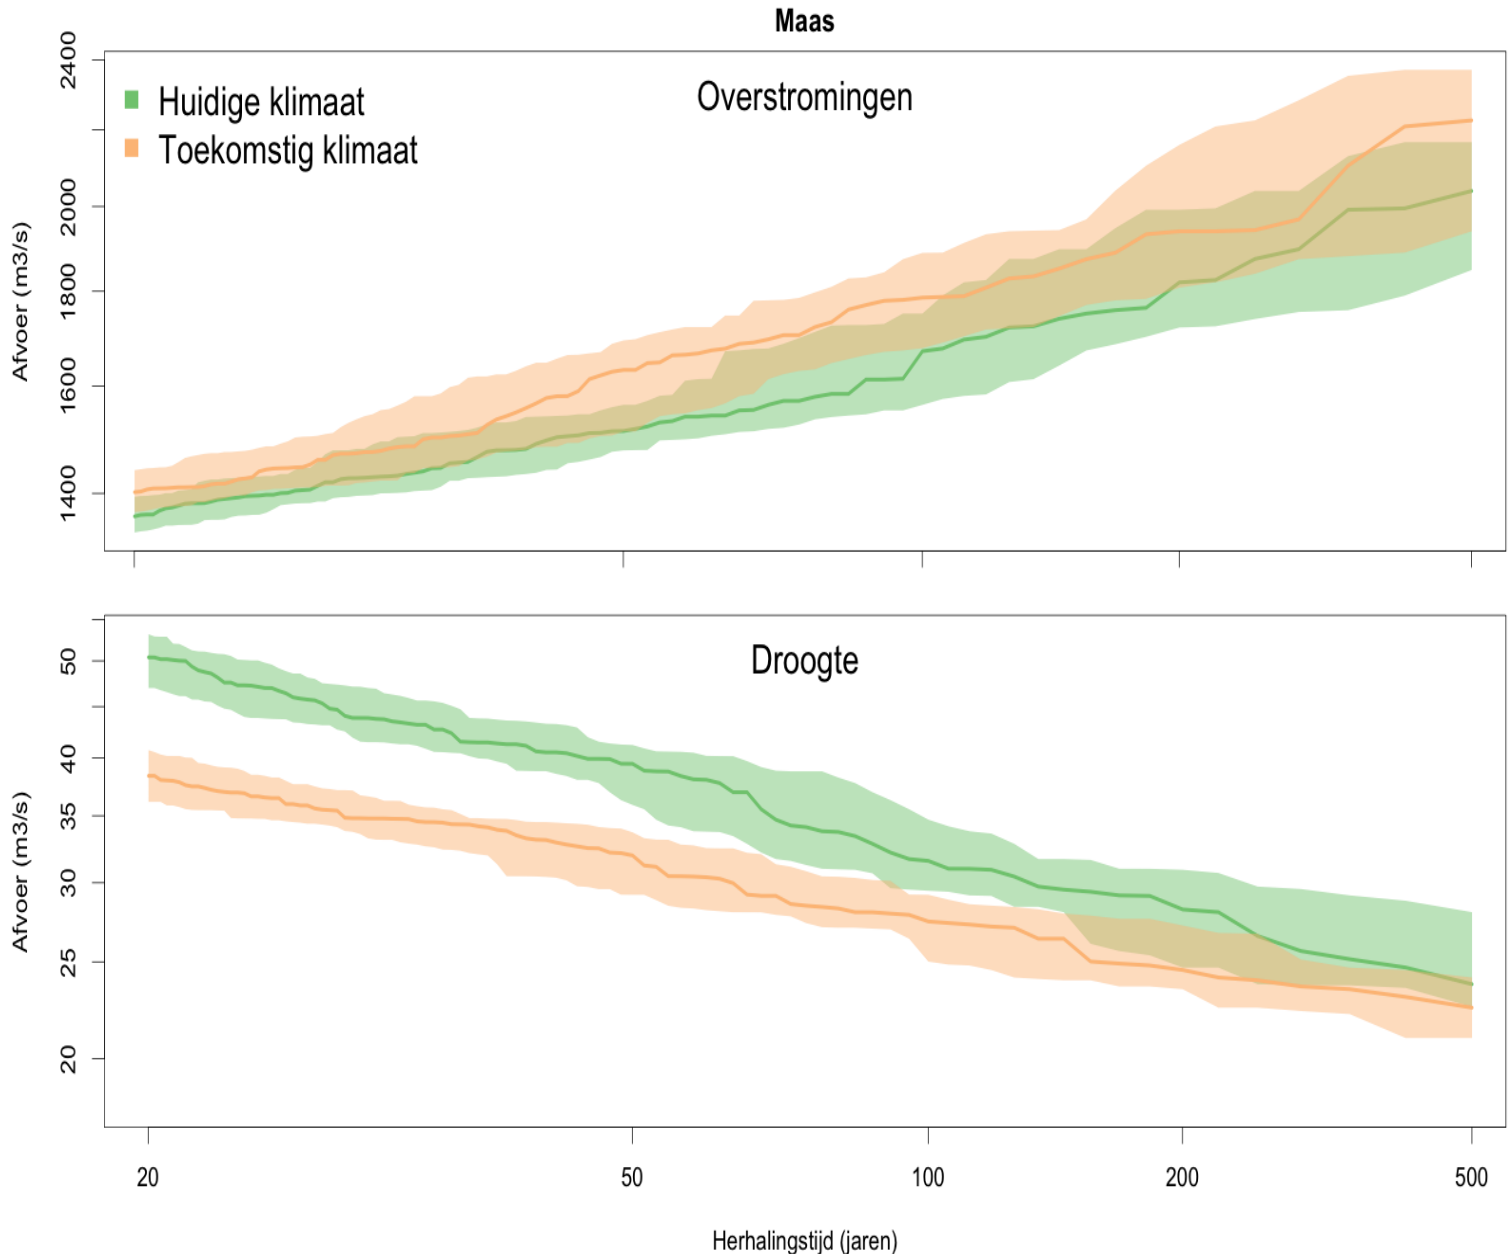 Maas
Overstromingen
Huidige klimaat
Toekomstig klimaat
Afvoer (m3/s)
2400
2000
1800
1600
1400
Droogte
Afvoer (m3/s)
50
40
35
30
25
20
20 50 100 200 500
Herhalingstijd (jaren)